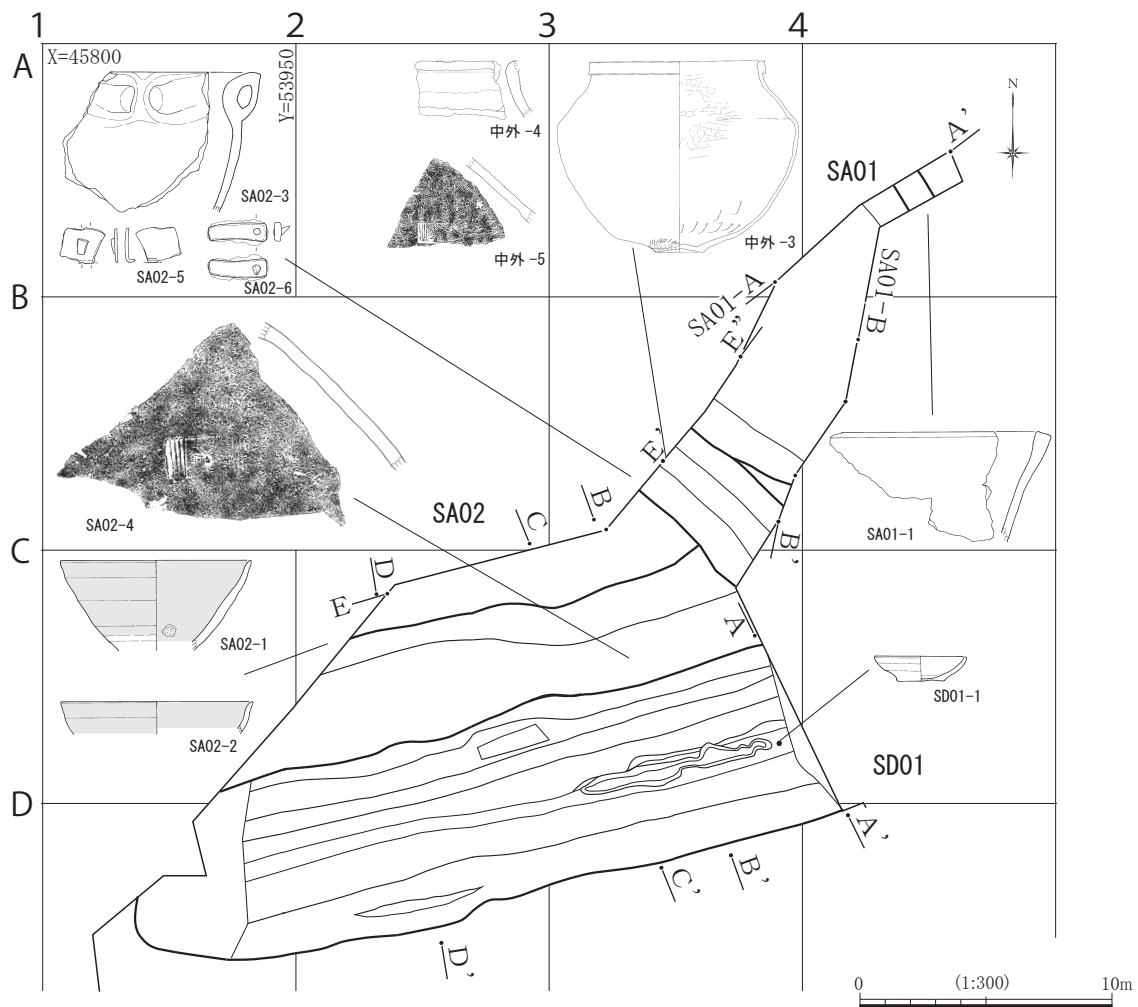 1 2 3 4
A
X=45800
Y=53950
中外-4
N
A'
SA01
SA02-3
中外-5
中外-3
SA02-5
SA02-6
SA01-A
SA01-B
B
E”
E'
SA02-4
SA02
B
C
B'
SA01-1
C
D
E
SA02-1
A
SD01-1
SA02-2
SD01
D
A'
B'
C'
D'
0 (1:300) 10m